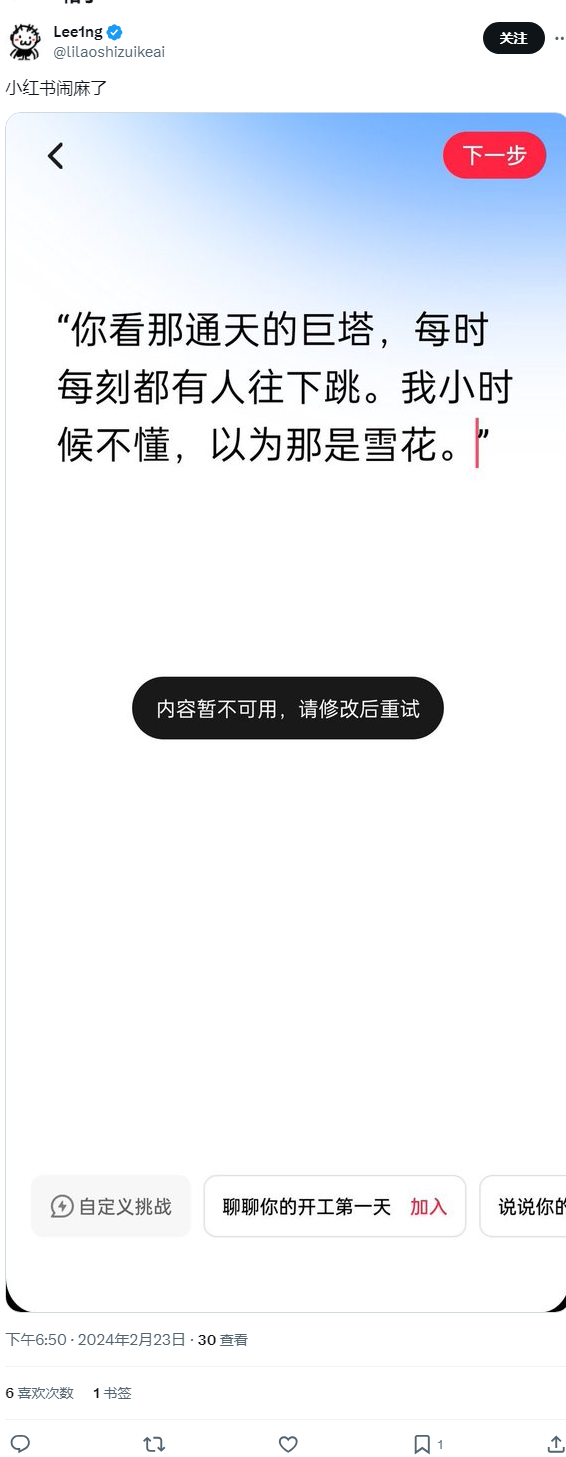 Lee1ng
@lilaoshizuikeai
关注
小红书闹麻了
下一步
“你看那通天的巨塔，每时
每刻都有人往下跳。我小时
候不懂，以为那是雪花。”
内容暂不可用，请修改后重试
自定义挑战
聊聊你的开工第一天 加入
说说你的
下午6:50 · 2024年2月23日 · 30 查看
6 喜欢次数 1 书签
1